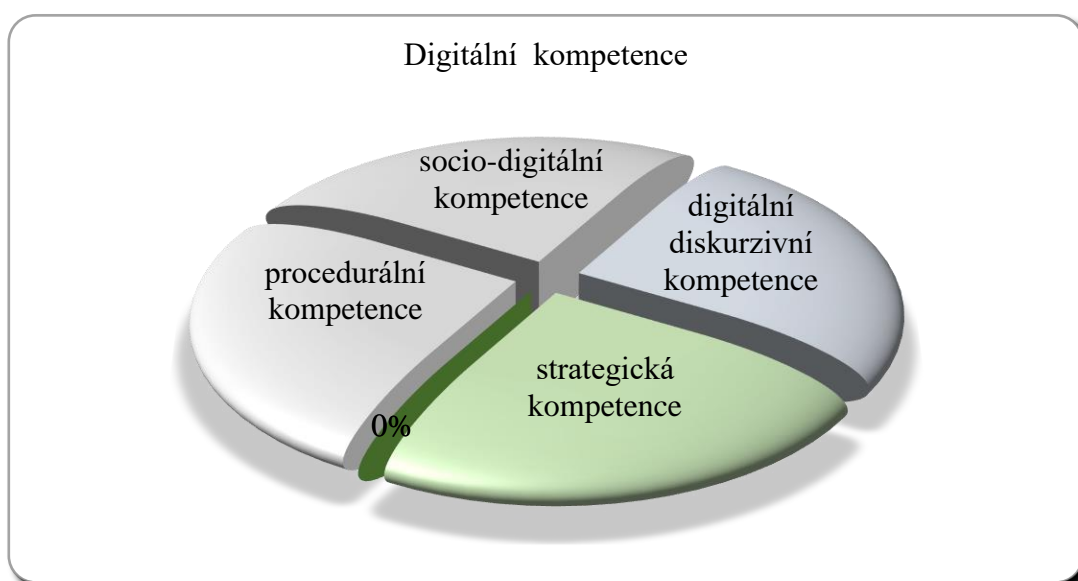 Digitální kompetence
socio-digitální
kompetence
digitální
diskurzivní
kompetence
procedurální
kompetence
strategická
kompetence
0%